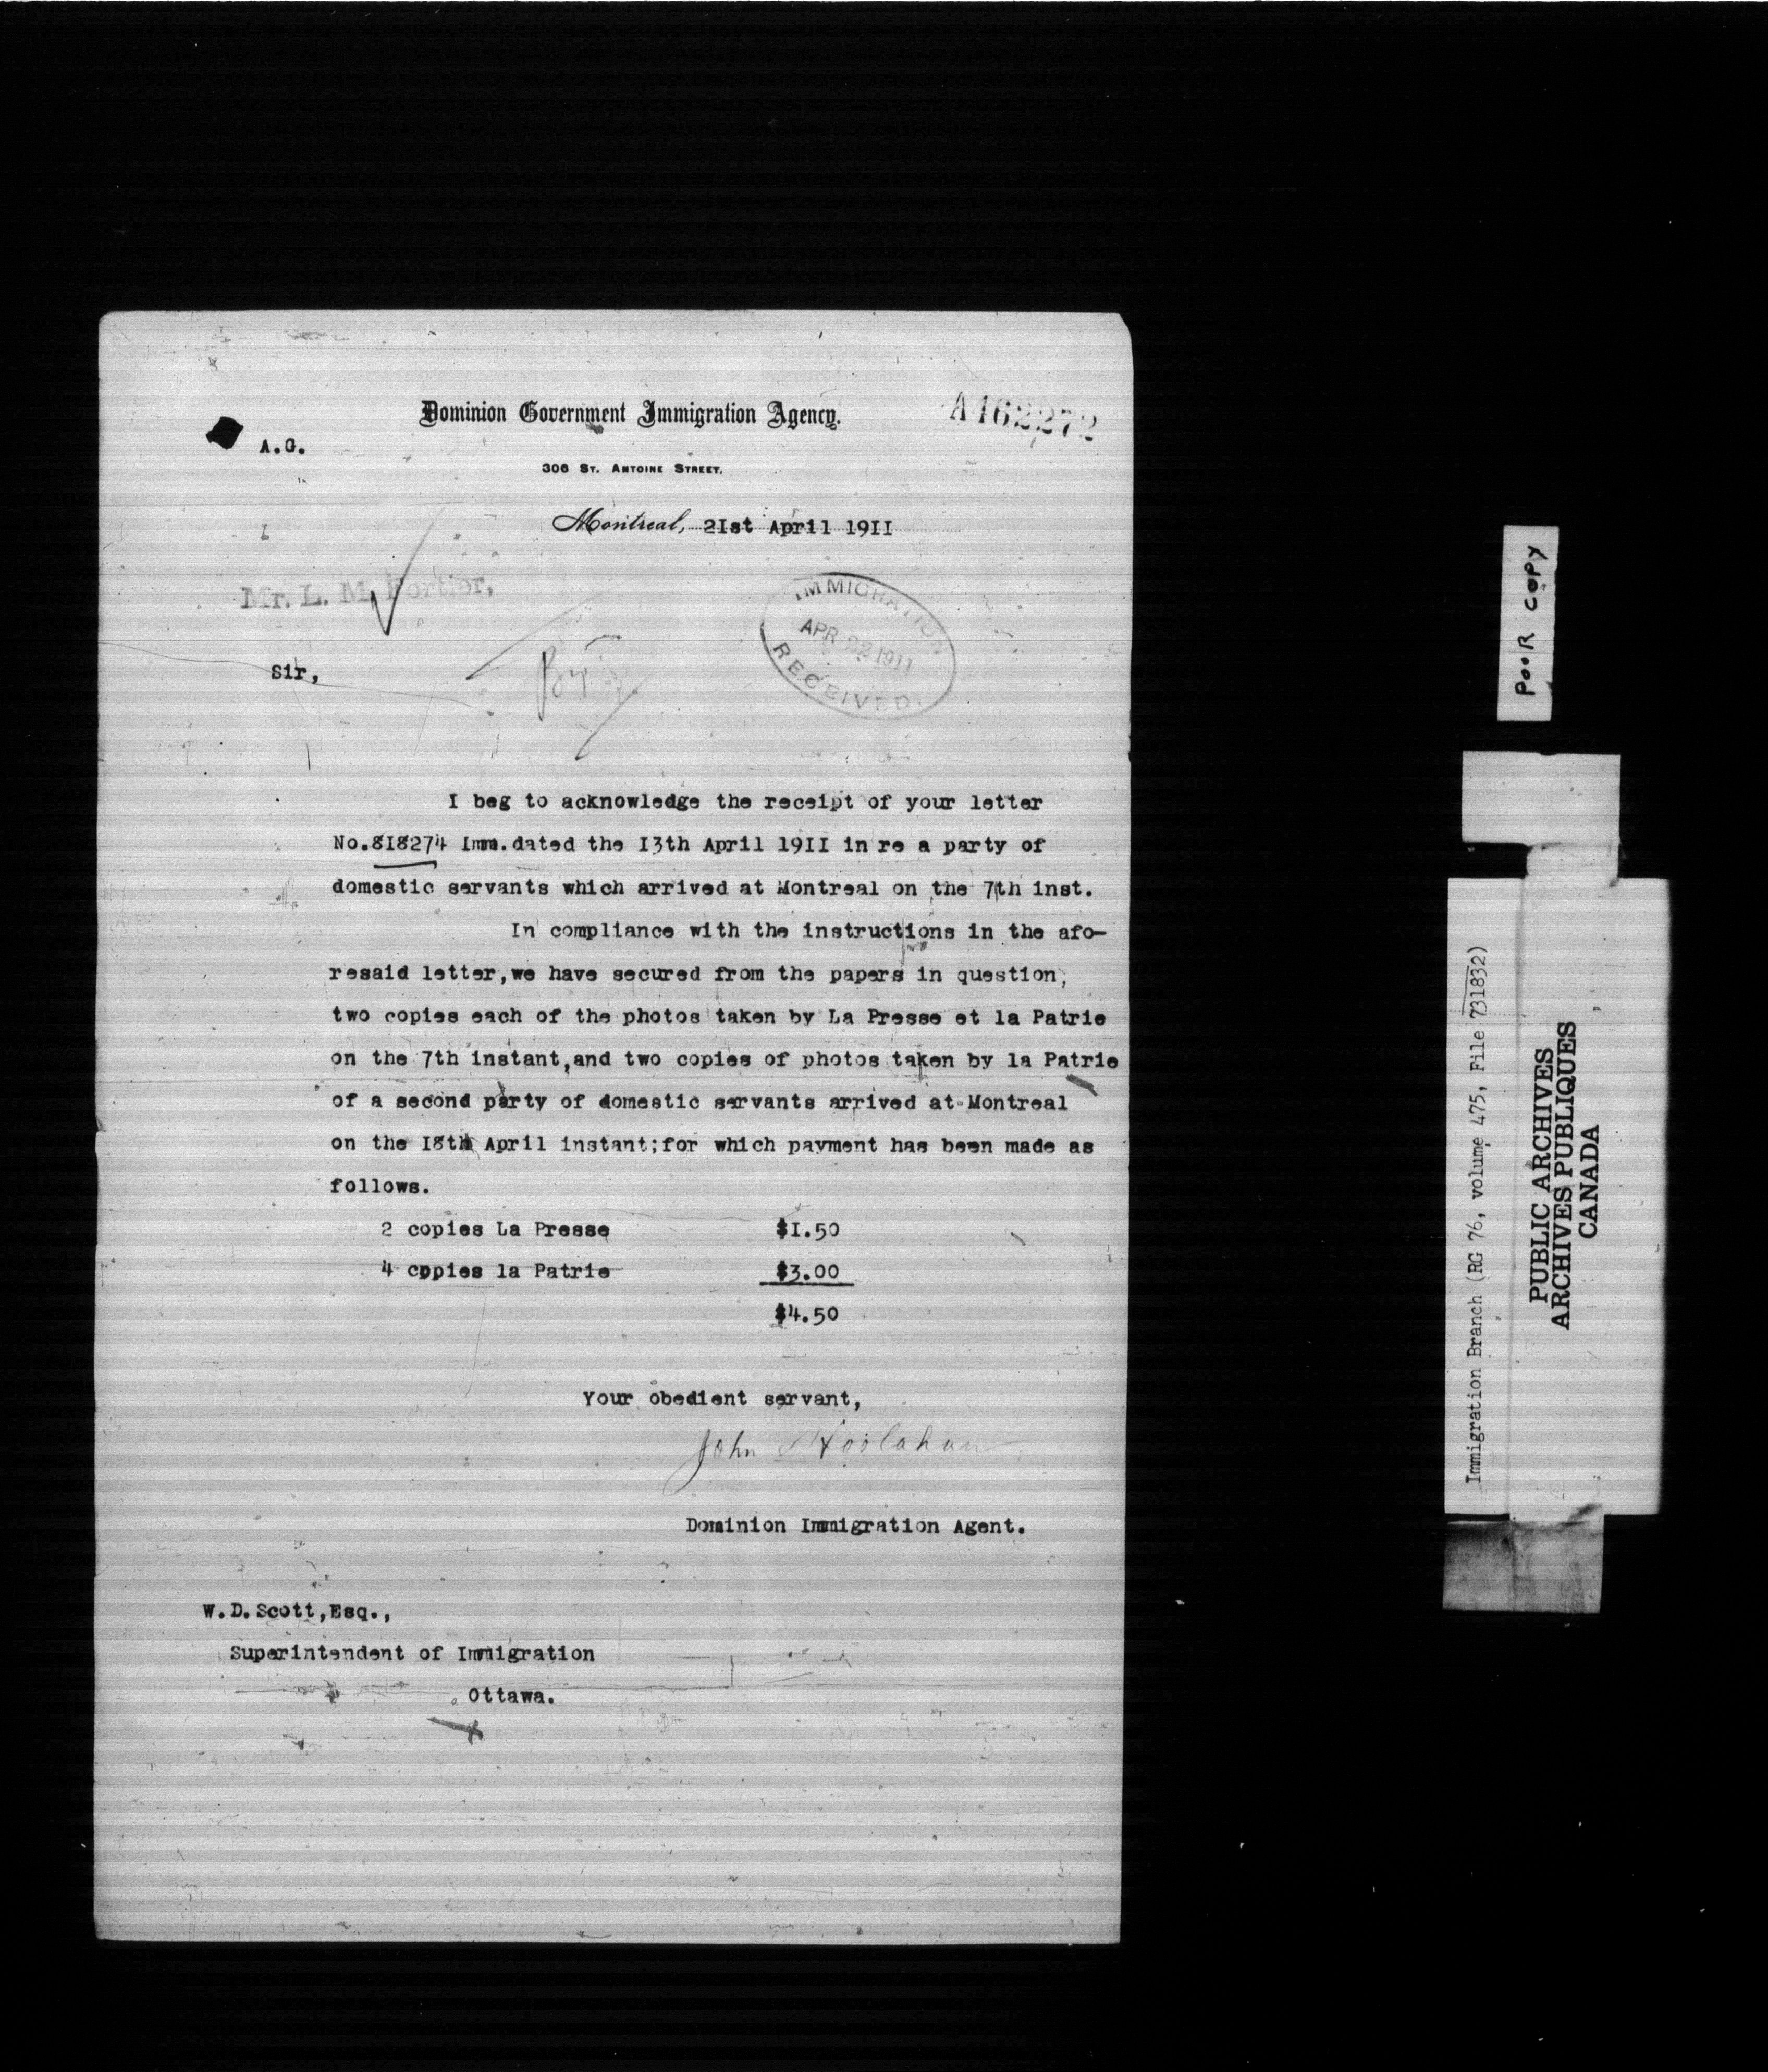 Dominion Government Immigration Agency.
A462272
A.G.
306 St. Antoine Street.
Montreal, 2Ist April 19II
Mr. L. M. Fortier,
IMMIGRATION
APR 22 1911
RECEIVED.
Sir,
I beg to acknowledge the receipt of your letter
No.8I8274 Imm.dated the I3th April 19II in re a party of
domestic servants which arrived at Montreal on the 7th inst.
In compliance with the instructions in the afo-
resaid letter,we have secured from the papers in question,
two copies each of the photos taken by La Presse et la Patrie
on the 7th instant,and two copies of photos taken by la Patrie
of a second party of domestic servants arrived at Montreal
on the I8th April instant;for which payment has been made as
follows.
2 copies La Presse $I.50
4 copies la Patrie $3.00
$4.50
Your obedient servant,
John Hoolahan
Dominion Immigration Agent.
W.D.Scott,Esq.,
Superintendent of Immigration
Ottawa.
POOR COPY
Immigration Branch (RG 76, volume 475, File 731832)
PUBLIC ARCHIVES
ARCHIVES PUBLIQUES
CANADA